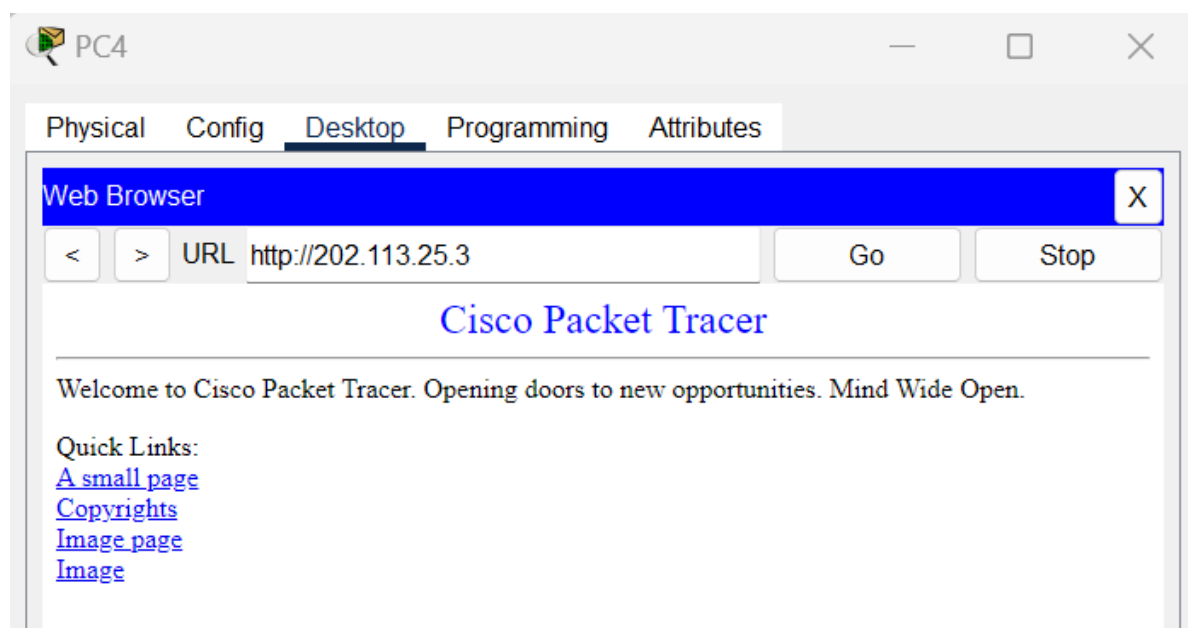 PC4
Physical Config Desktop Programming Attributes
Web Browser X
< > URL http://202.113.25.3 Go Stop
Cisco Packet Tracer
Welcome to Cisco Packet Tracer. Opening doors to new opportunities. Mind Wide Open.
Quick Links:
A small page
Copyrights
Image page
Image